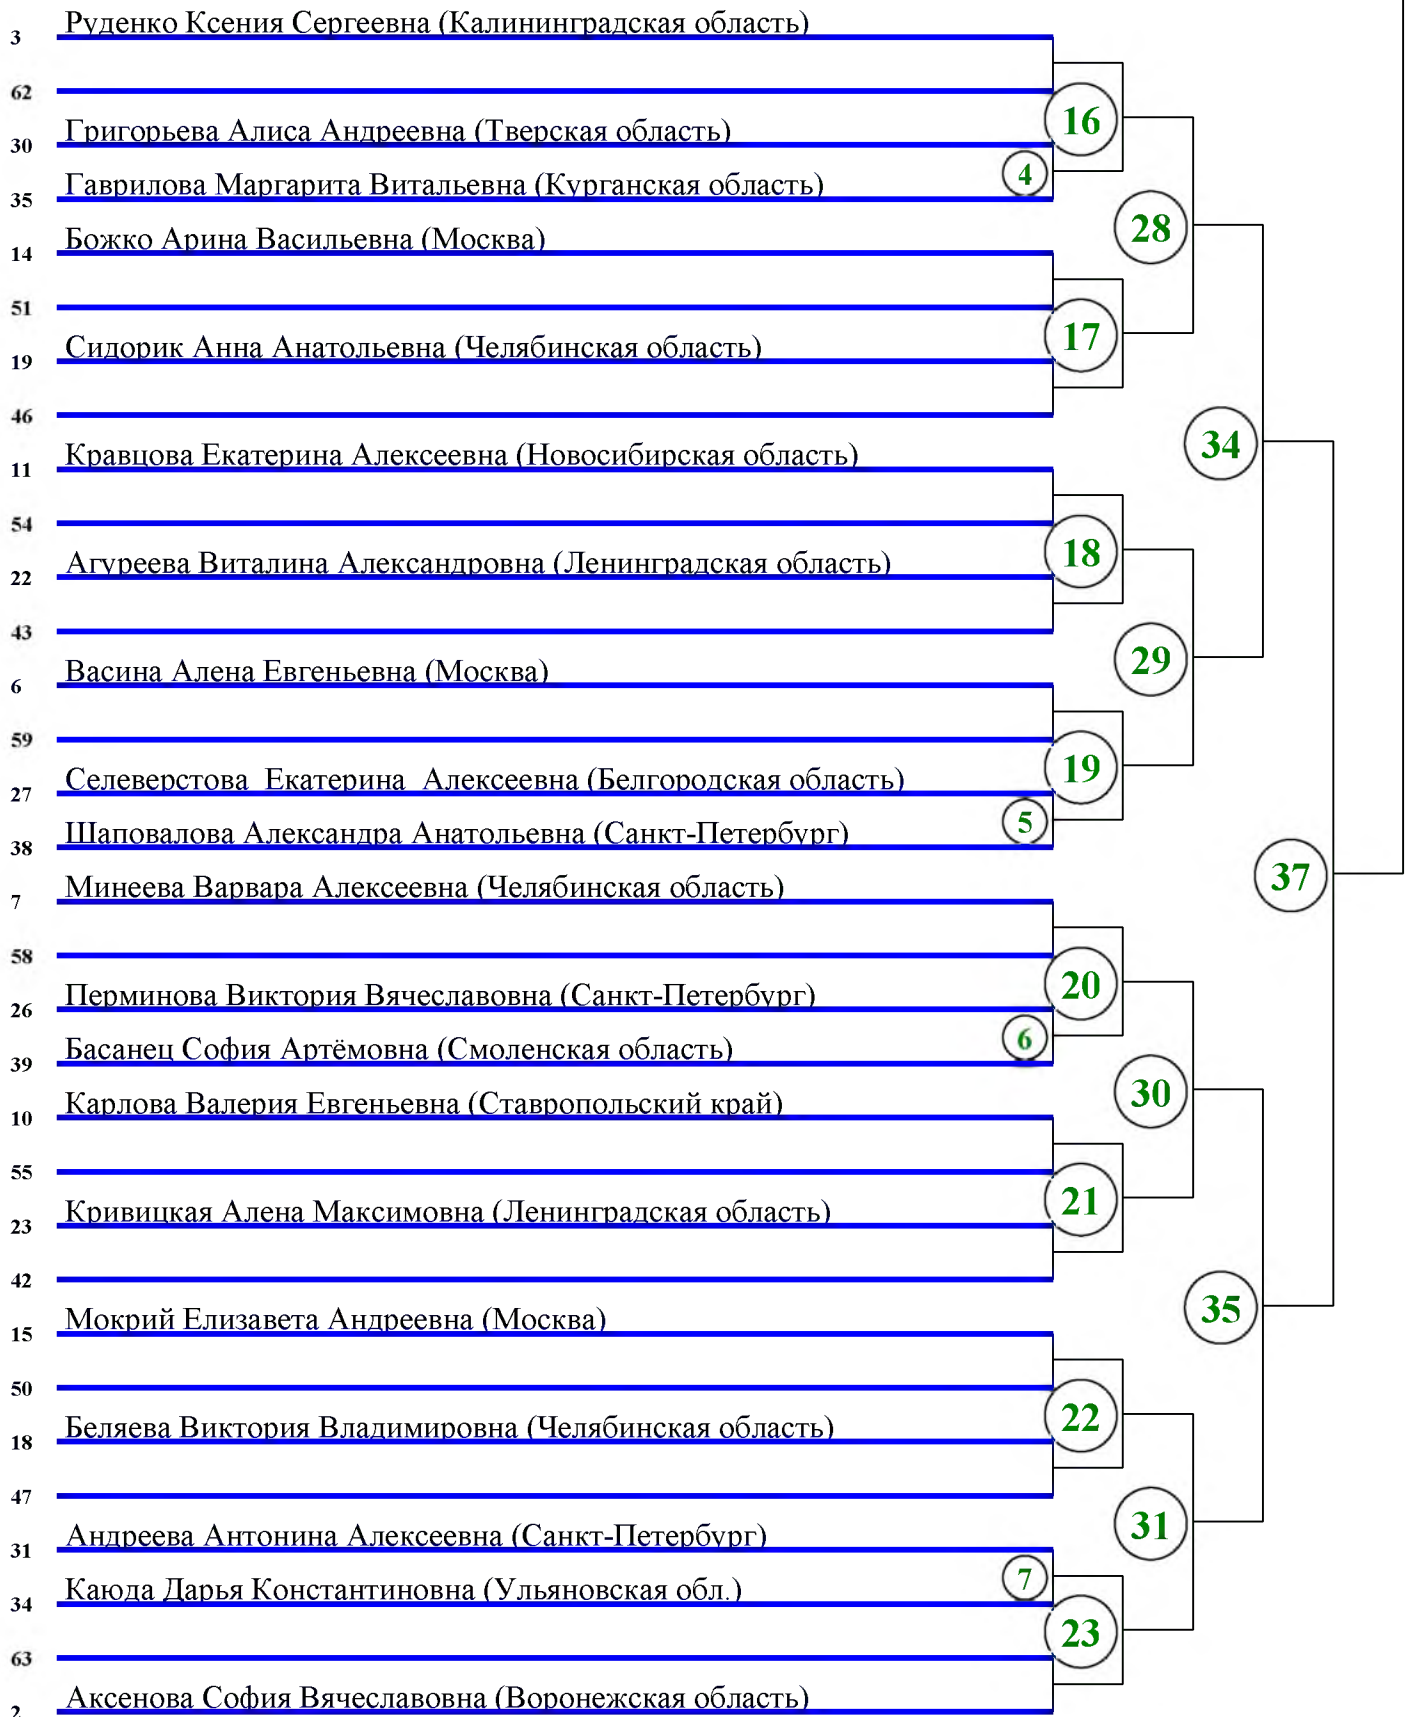 3 Руденко Ксения Сергеевна (Калининградская область)
62
16
30 Григорьева Алиса Андреевна (Тверская область)
4
35 Гаврилова Маргарита Витальевна (Курганская область)
28
14 Божко Арина Васильевна (Москва)
51
17
19 Сидорик Анна Анатольевна (Челябинская область)
46
34
11 Кравцова Екатерина Алексеевна (Новосибирская область)
54
18
22 Агуреева Виталина Александровна (Ленинградская область)
43
29
6 Васина Алена Евгеньевна (Москва)
59
19
27 Селеверстова Екатерина Алексеевна (Белгородская область)
5
38 Шаповалова Александра Анатольевна (Санкт-Петербург)
37
7 Минеева Варвара Алексеевна (Челябинская область)
58
20
26 Перминова Виктория Вячеславовна (Санкт-Петербург)
6
39 Басанец София Артёмовна (Смоленская область)
30
10 Карлова Валерия Евгеньевна (Ставропольский край)
55
21
23 Кривицкая Алена Максимовна (Ленинградская область)
42
35
15 Мокрий Елизавета Андреевна (Москва)
50
22
18 Беляева Виктория Владимировна (Челябинская область)
47
31
31 Андреева Антонина Алексеевна (Санкт-Петербург)
7
34 Каюда Дарья Константиновна (Ульяновская обл.)
23
63
2 Аксенова София Вячеславовна (Воронежская область)